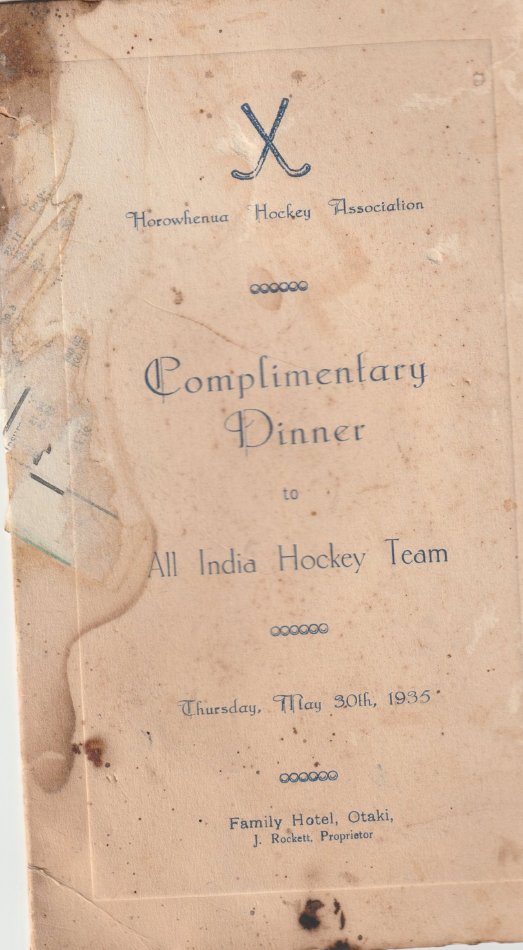 Horowhenua Hockey Association
Complimentary
Dinner
to
All India Hockey Team
Thursday, May 30th, 1935
Family Hotel, Otaki,
J. Rockett, Proprietor